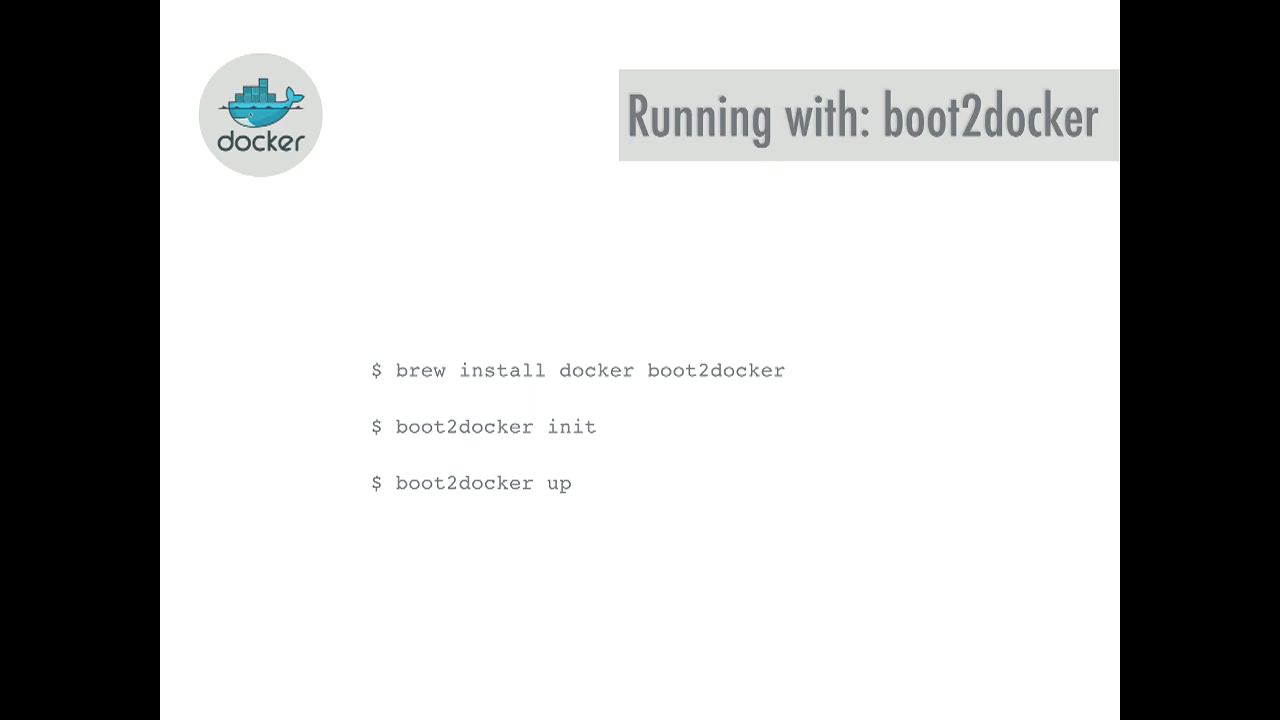 docker
Running with: boot2docker
$ brew install docker boot2docker
$ boot2docker init
$ boot2docker up